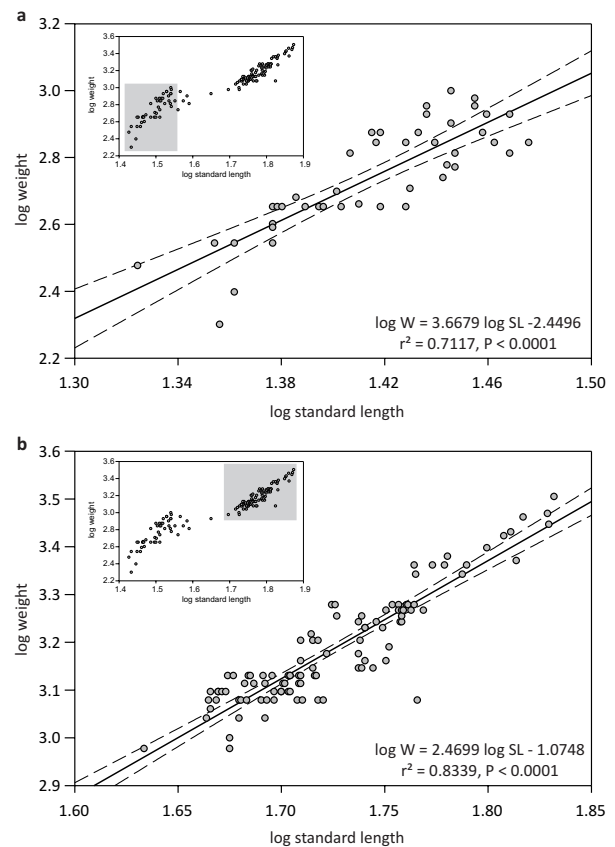 a
3.2
3.0
2.8
2.6
2.4
2.2
log weight
3.6
3.4
3.2
3.0
2.8
2.6
2.4
2.2
log weight
1.4 1.5 1.6 1.7 1.8 1.9
log standard length
log W = 3.6679 log SL -2.4496
r² = 0.7117, P < 0.0001
1.30 1.34 1.38 1.42 1.46 1.50
log standard length
b
3.6
3.5
3.4
3.2
3.1
3.0
2.9
log weight
3.6
3.4
3.2
3.0
2.8
2.6
2.4
2.2
log weight
1.4 1.5 1.6 1.7 1.8 1.9
log standard length
log W = 2.4699 log SL - 1.0748
r² = 0.8339, P < 0.0001
1.60 1.65 1.70 1.75 1.80 1.85
log standard length